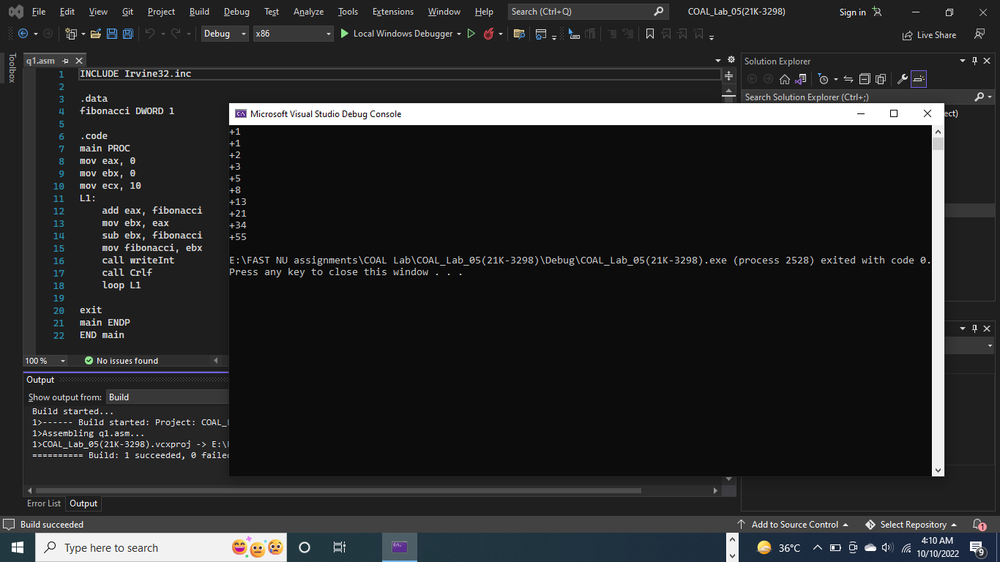 File Edit View Git Project Build Debug Test Analyze Tools Extensions Window Help Search (Ctrl+Q) COAL_Lab_05(21K-3298) Sign in
Debug x86 Local Windows Debugger Live Share
Toolbox
q1.asm
1 INCLUDE Irvine32.inc
2
3 .data
4 fibonacci DWORD 1
5
6 .code
7 main PROC
8 mov eax, 0
9 mov ebx, 0
10 mov ecx, 10
11 L1:
12 add eax, fibonacci
13 mov ebx, eax
14 sub ebx, fibonacci
15 mov fibonacci, ebx
16 call writeInt
17 call Crlf
18 loop L1
19
20 exit
21 main ENDP
22 END main
100 % No issues found
Solution Explorer
Search Solution Explorer (Ctrl+;)
ect)
Microsoft Visual Studio Debug Console
+1
+1
+2
+3
+5
+8
+13
+21
+34
+55
E:\FAST NU assignments\COAL Lab\COAL_Lab_05(21K-3298)\Debug\COAL_Lab_05(21K-3298).exe (process 2528) exited with code 0.
Press any key to close this window . . .
Output
Show output from: Build
Build started...
1>------ Build started: Project: COAL_
1>Assembling q1.asm...
1>COAL_Lab_05(21K-3298).vcxproj -> E:\
========== Build: 1 succeeded, 0 failed
Error List Output
Build succeeded Add to Source Control Select Repository 1
Type here to search 36°C 4:10 AM
10/10/2022 9